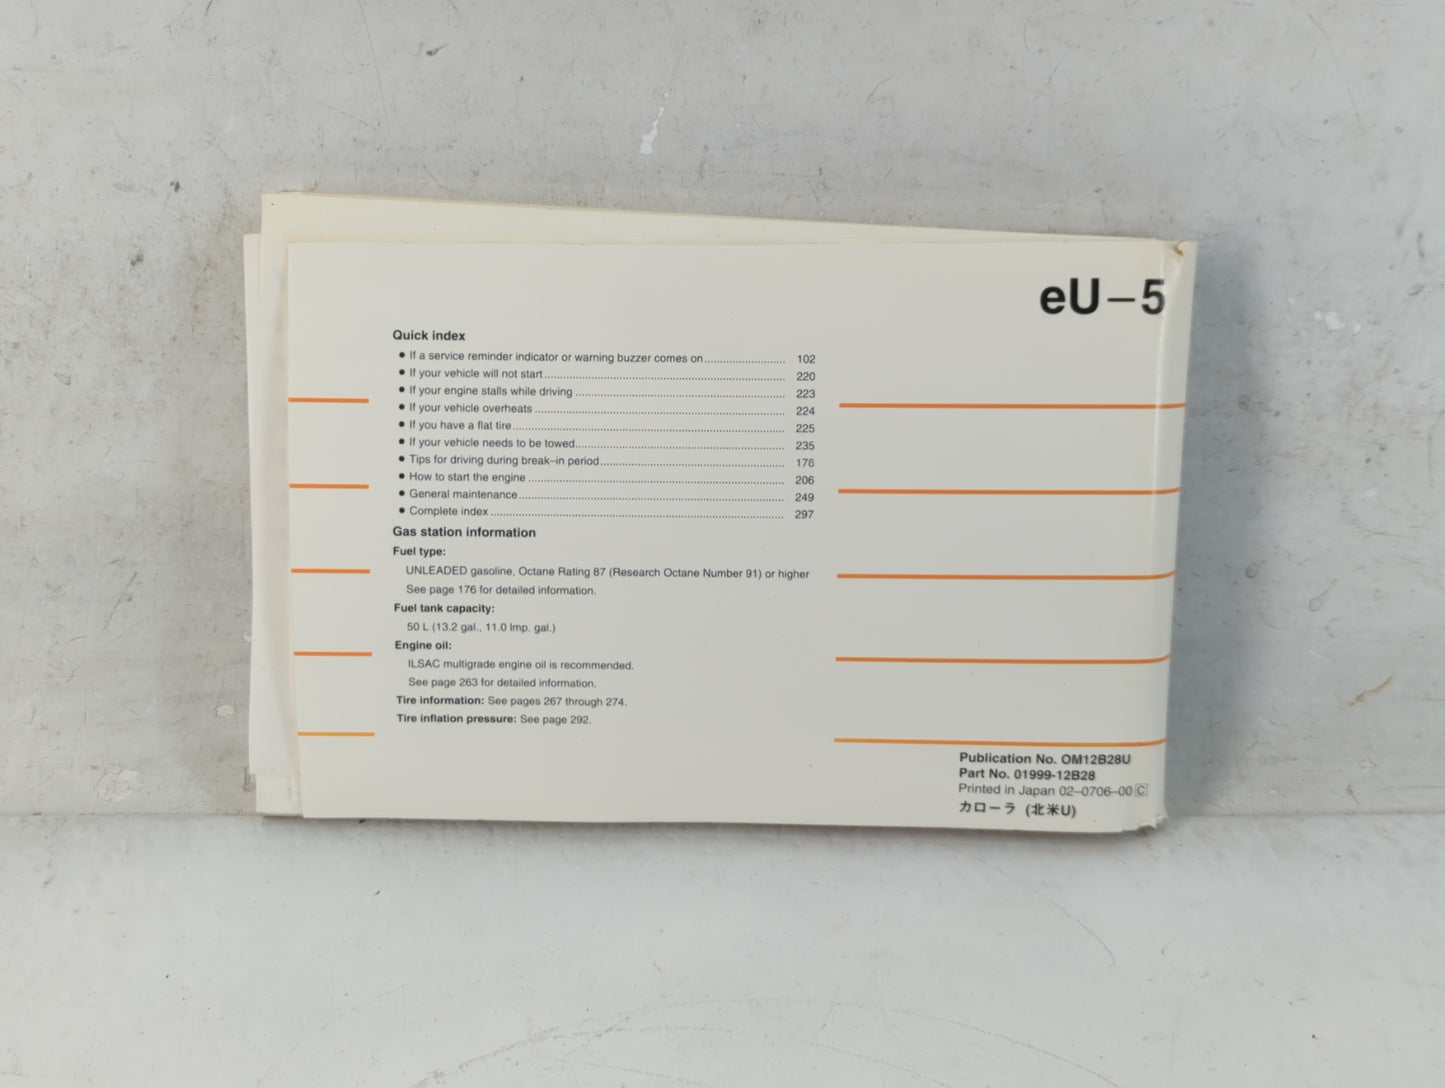 eU–5
Quick index
● If a service reminder indicator or warning buzzer comes on........................ 102
● If your vehicle will not start........................ 220
● If your engine stalls while driving ........................ 223
● If your vehicle overheats ........................ 224
● If you have a flat tire........................ 225
● If your vehicle needs to be towed........................ 235
● Tips for driving during break–in period........................ 176
● How to start the engine ........................ 206
● General maintenance........................ 249
● Complete index ........................ 297
Gas station information
Fuel type:
UNLEADED gasoline, Octane Rating 87 (Research Octane Number 91) or higher
See page 176 for detailed information.
Fuel tank capacity:
50 L (13.2 gal., 11.0 lmp. gal.)
Engine oil:
ILSAC multigrade engine oil is recommended.
See page 263 for detailed information.
Tire information: See pages 267 through 274.
Tire inflation pressure: See page 292.
Publication No. OM12B28U
Part No. 01999-12B28
Printed in Japan 02–0706–00 C
カローラ (北米U)